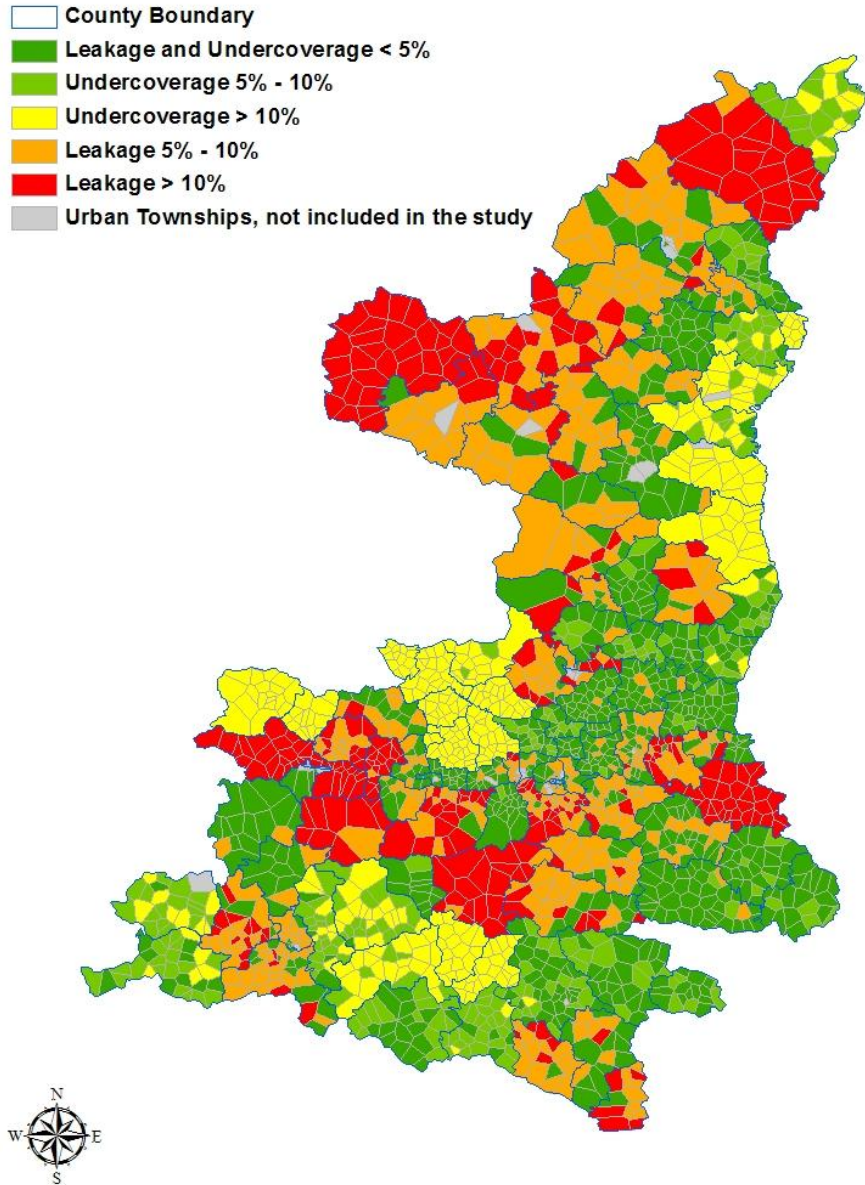 County Boundary
Leakage and Undercoverage < 5%
Undercoverage 5% - 10%
Undercoverage > 10%
Leakage 5% - 10%
Leakage > 10%
Urban Townships, not included in the study
N
W E
S